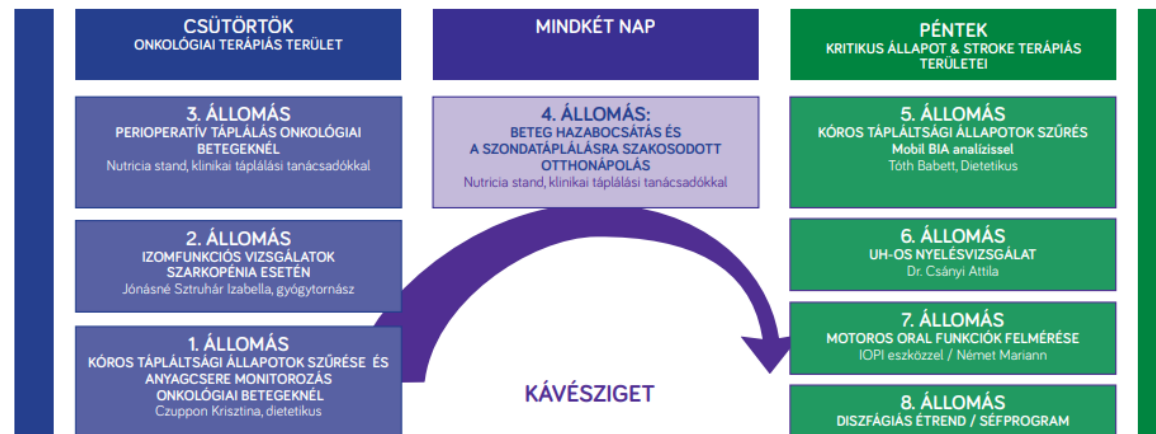 CSÜTÖRTÖK
ONKOLÓGIAI TERÁPIÁS TERÜLET
3. ÁLLOMÁS
PERIOPERATÍV TÁPLÁLÁS ONKOLÓGIAI
BETEGEKNÉL
Nutricia stand, klinikai táplálási tanácsadókkal
2. ÁLLOMÁS
IZOMFUNKCIÓS VIZSGÁLATOK
SZARKOPÉNIA ESETÉN
Jónásné Sztruhár Izabella, gyógytornász
1. ÁLLOMÁS
KÓROS TÁPLÁLTSÁGI ÁLLAPOTOK SZŰRÉSE ÉS
ANYAGCSERE MONITOROZÁS
ONKOLÓGIAI BETEGEKNÉL
Czuppon Krisztina, dietetikus
MINDKÉT NAP
4. ÁLLOMÁS:
BETEG HAZABOCSÁTÁS ÉS
A SZONDATÁPLÁLÁSRA SZAKOSODOTT
OTTHONÁPOLÁS
Nutricia stand, klinikai táplálási tanácsadókkal
KÁVÉSZIGET
PÉNTEK
KRITIKUS ÁLLAPOT & STROKE TERÁPIÁS
TERÜLETEI
5. ÁLLOMÁS
KÓROS TÁPLÁLTSÁGI ÁLLAPOTOK SZŰRÉS
Mobil BIA analízissel
Tóth Babett, Dietetikus
6. ÁLLOMÁS
UH-OS NYELÉSVIZSGÁLAT
Dr. Csányi Attila
7. ÁLLOMÁS
MOTOROS ORAL FUNKCIÓK FELMÉRÉSE
IOPI eszközzel / Német Mariann
8. ÁLLOMÁS
DISZFÁGIÁS ÉTREND / SÉFPROGRAM